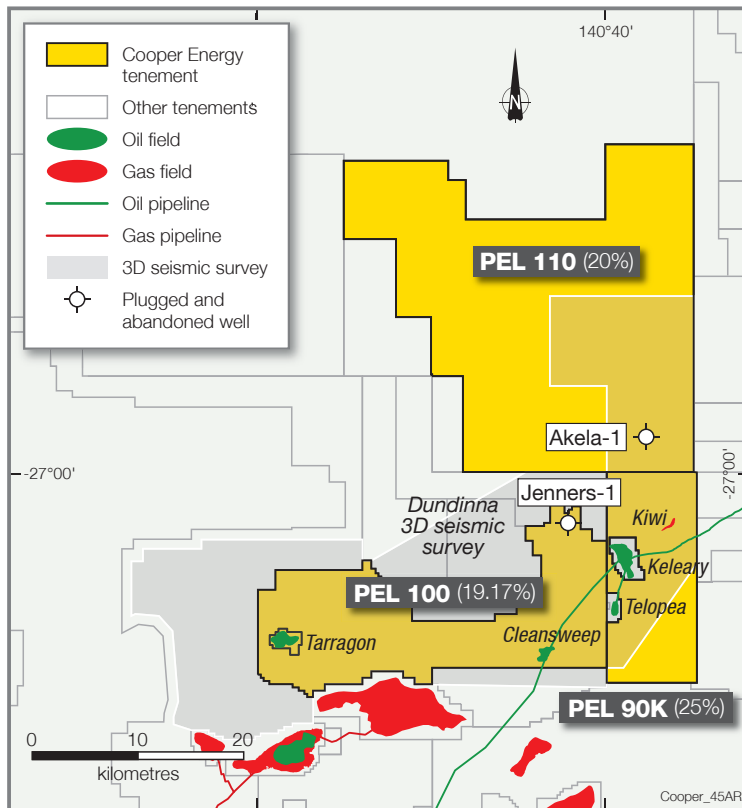 140°40'
Cooper Energy
tenement
Other tenements
Oil field
Gas field
Oil pipeline
Gas pipeline
3D seismic survey
Plugged and
abandoned well
N
PEL 110 (20%)
Akela-1
-27°00'
-27°00'
Jenners-1
Dundinna
3D seismic
survey
Kiwi
Keleary
PEL 100 (19.17%)
Telopea
Cleansweep
Tarragon
PEL 90K (25%)
0 10 20
kilometres
Cooper_45AR